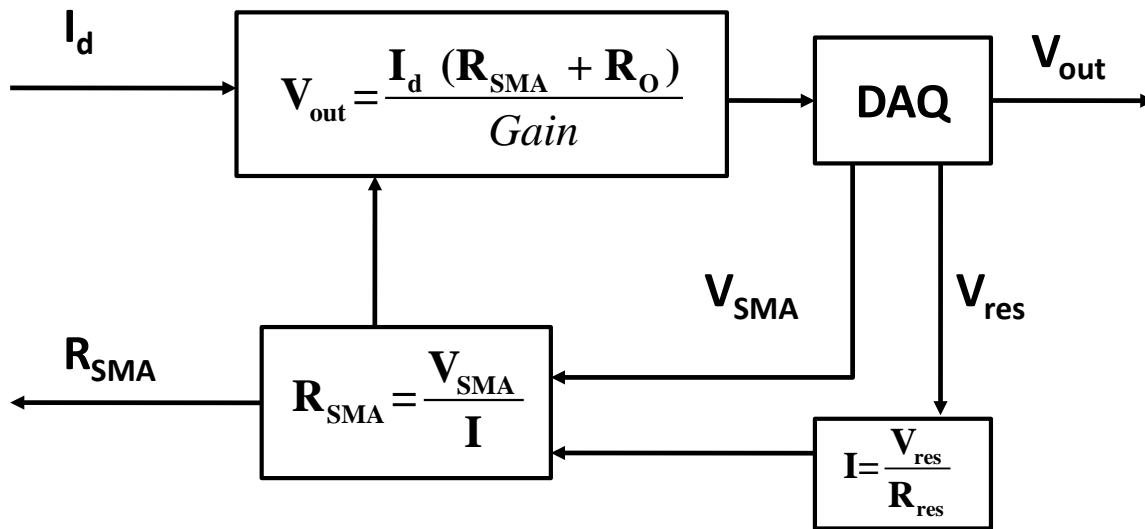 I_d
V_out = I_d (R_SMA + R_O) / Gain
DAQ
V_out
V_SMA
V_res
R_SMA
R_SMA = V_SMA / I
I = V_res / R_res